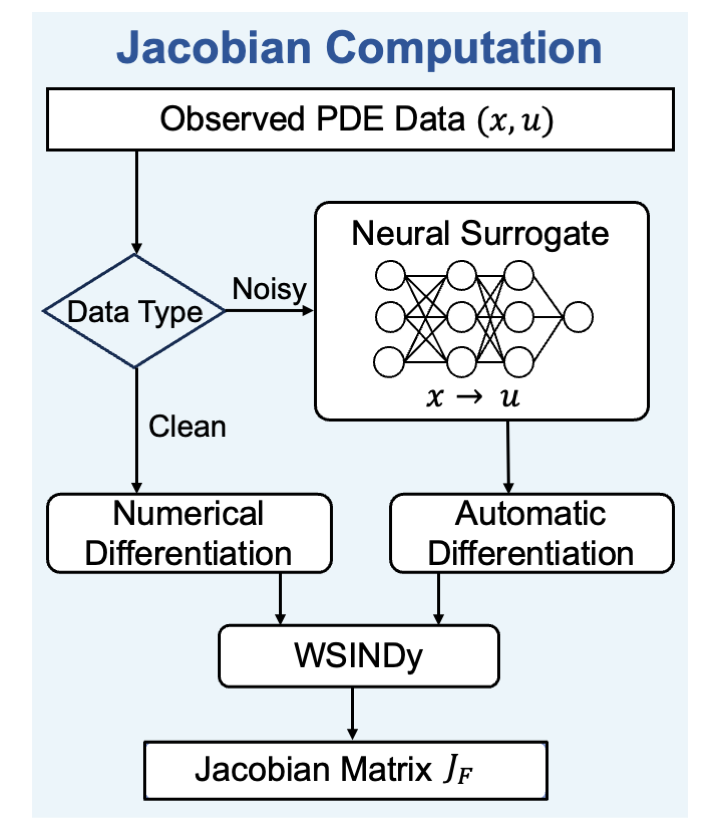 Jacobian Computation
Observed PDE Data (x, u)
Data Type
Noisy
Neural Surrogate
x → u
Clean
Numerical
Differentiation
Automatic
Differentiation
WSINDy
Jacobian Matrix J_F